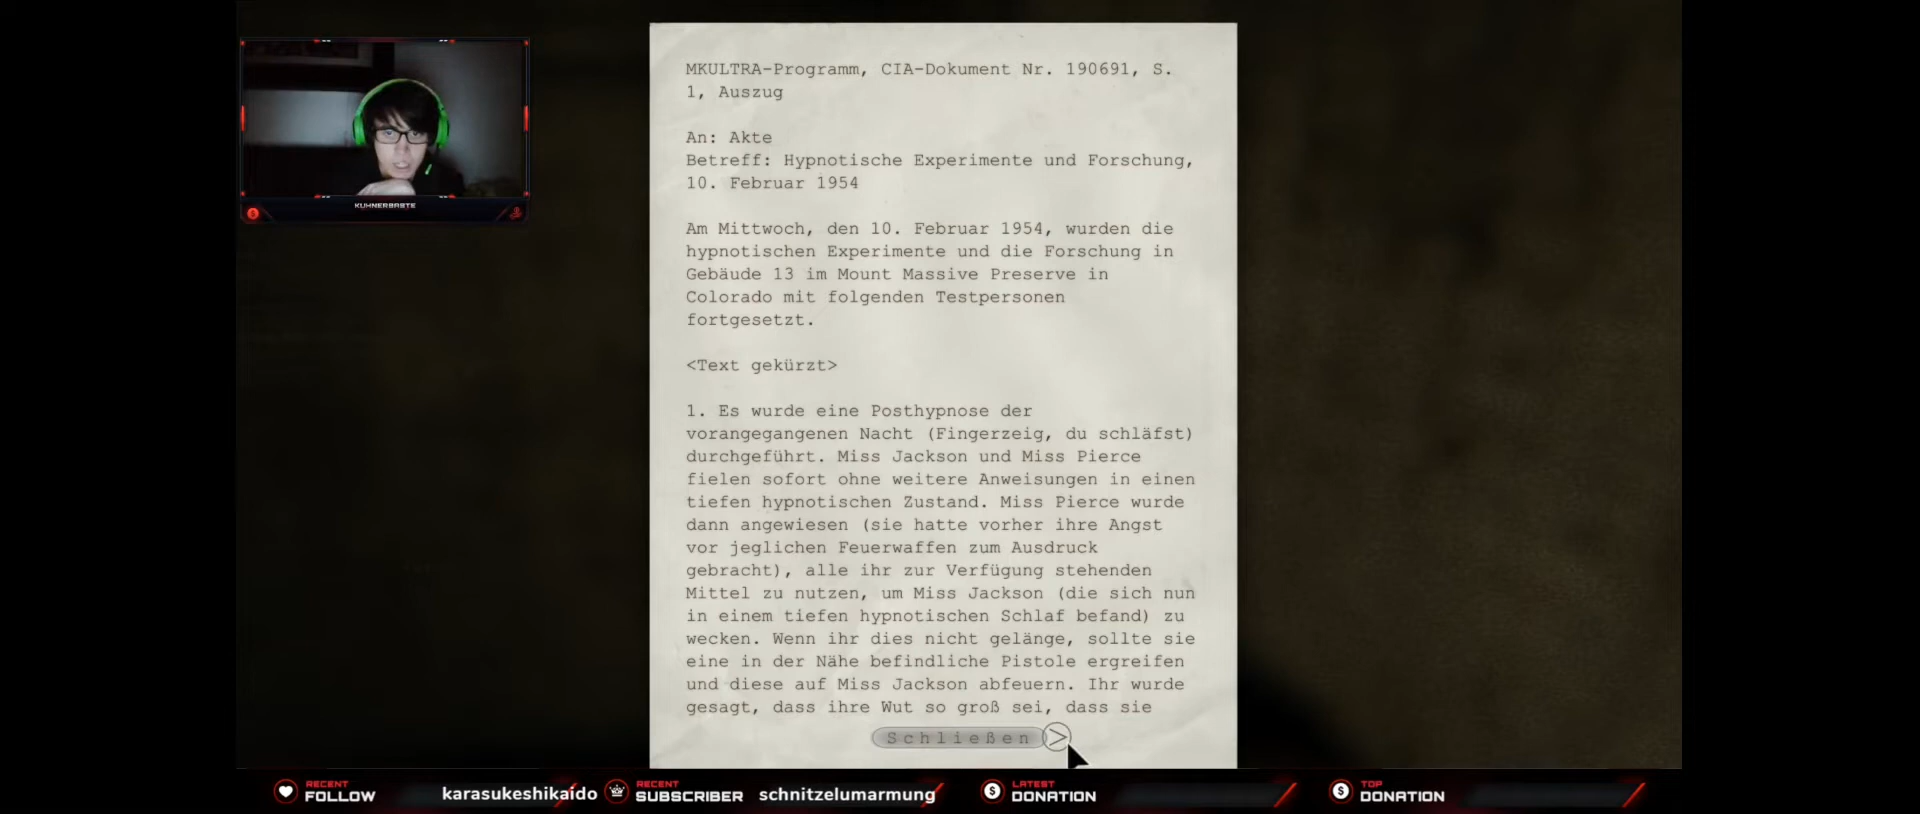 KUHNERBABTE
MKULTRA-Programm, CIA-Dokument Nr. 190691, S.
1, Auszug
An: Akte
Betreff: Hypnotische Experimente und Forschung,
10. Februar 1954
Am Mittwoch, den 10. Februar 1954, wurden die
hypnotischen Experimente und die Forschung in
Gebäude 13 im Mount Massive Preserve in
Colorado mit folgenden Testpersonen
fortgesetzt.
<Text gekürzt>
1. Es wurde eine Posthypnose der
vorangegangenen Nacht (Fingerzeig, du schläfst)
durchgeführt. Miss Jackson und Miss Pierce
fielen sofort ohne weitere Anweisungen in einen
tiefen hypnotischen Zustand. Miss Pierce wurde
dann angewiesen (sie hatte vorher ihre Angst
vor jeglichen Feuerwaffen zum Ausdruck
gebracht), alle ihr zur Verfügung stehenden
Mittel zu nutzen, um Miss Jackson (die sich nun
in einem tiefen hypnotischen Schlaf befand) zu
wecken. Wenn ihr dies nicht gelänge, sollte sie
eine in der Nähe befindliche Pistole ergreifen
und diese auf Miss Jackson abfeuern. Ihr wurde
gesagt, dass ihre Wut so groß sei, dass sie
Schließen >
RECENT FOLLOW karasukeshikaido
RECENT SUBSCRIBER schnitzelumarmung
LATEST DONATION
TOP DONATION